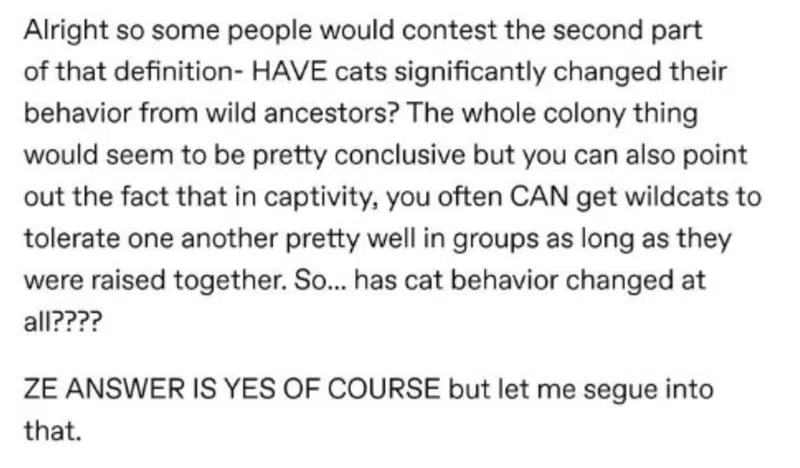 Alright so some people would contest the second part
of that definition- HAVE cats significantly changed their
behavior from wild ancestors? The whole colony thing
would seem to be pretty conclusive but you can also point
out the fact that in captivity, you often CAN get wildcats to
tolerate one another pretty well in groups as long as they
were raised together. So... has cat behavior changed at
all????
ZE ANSWER IS YES OF COURSE but let me segue into
that.